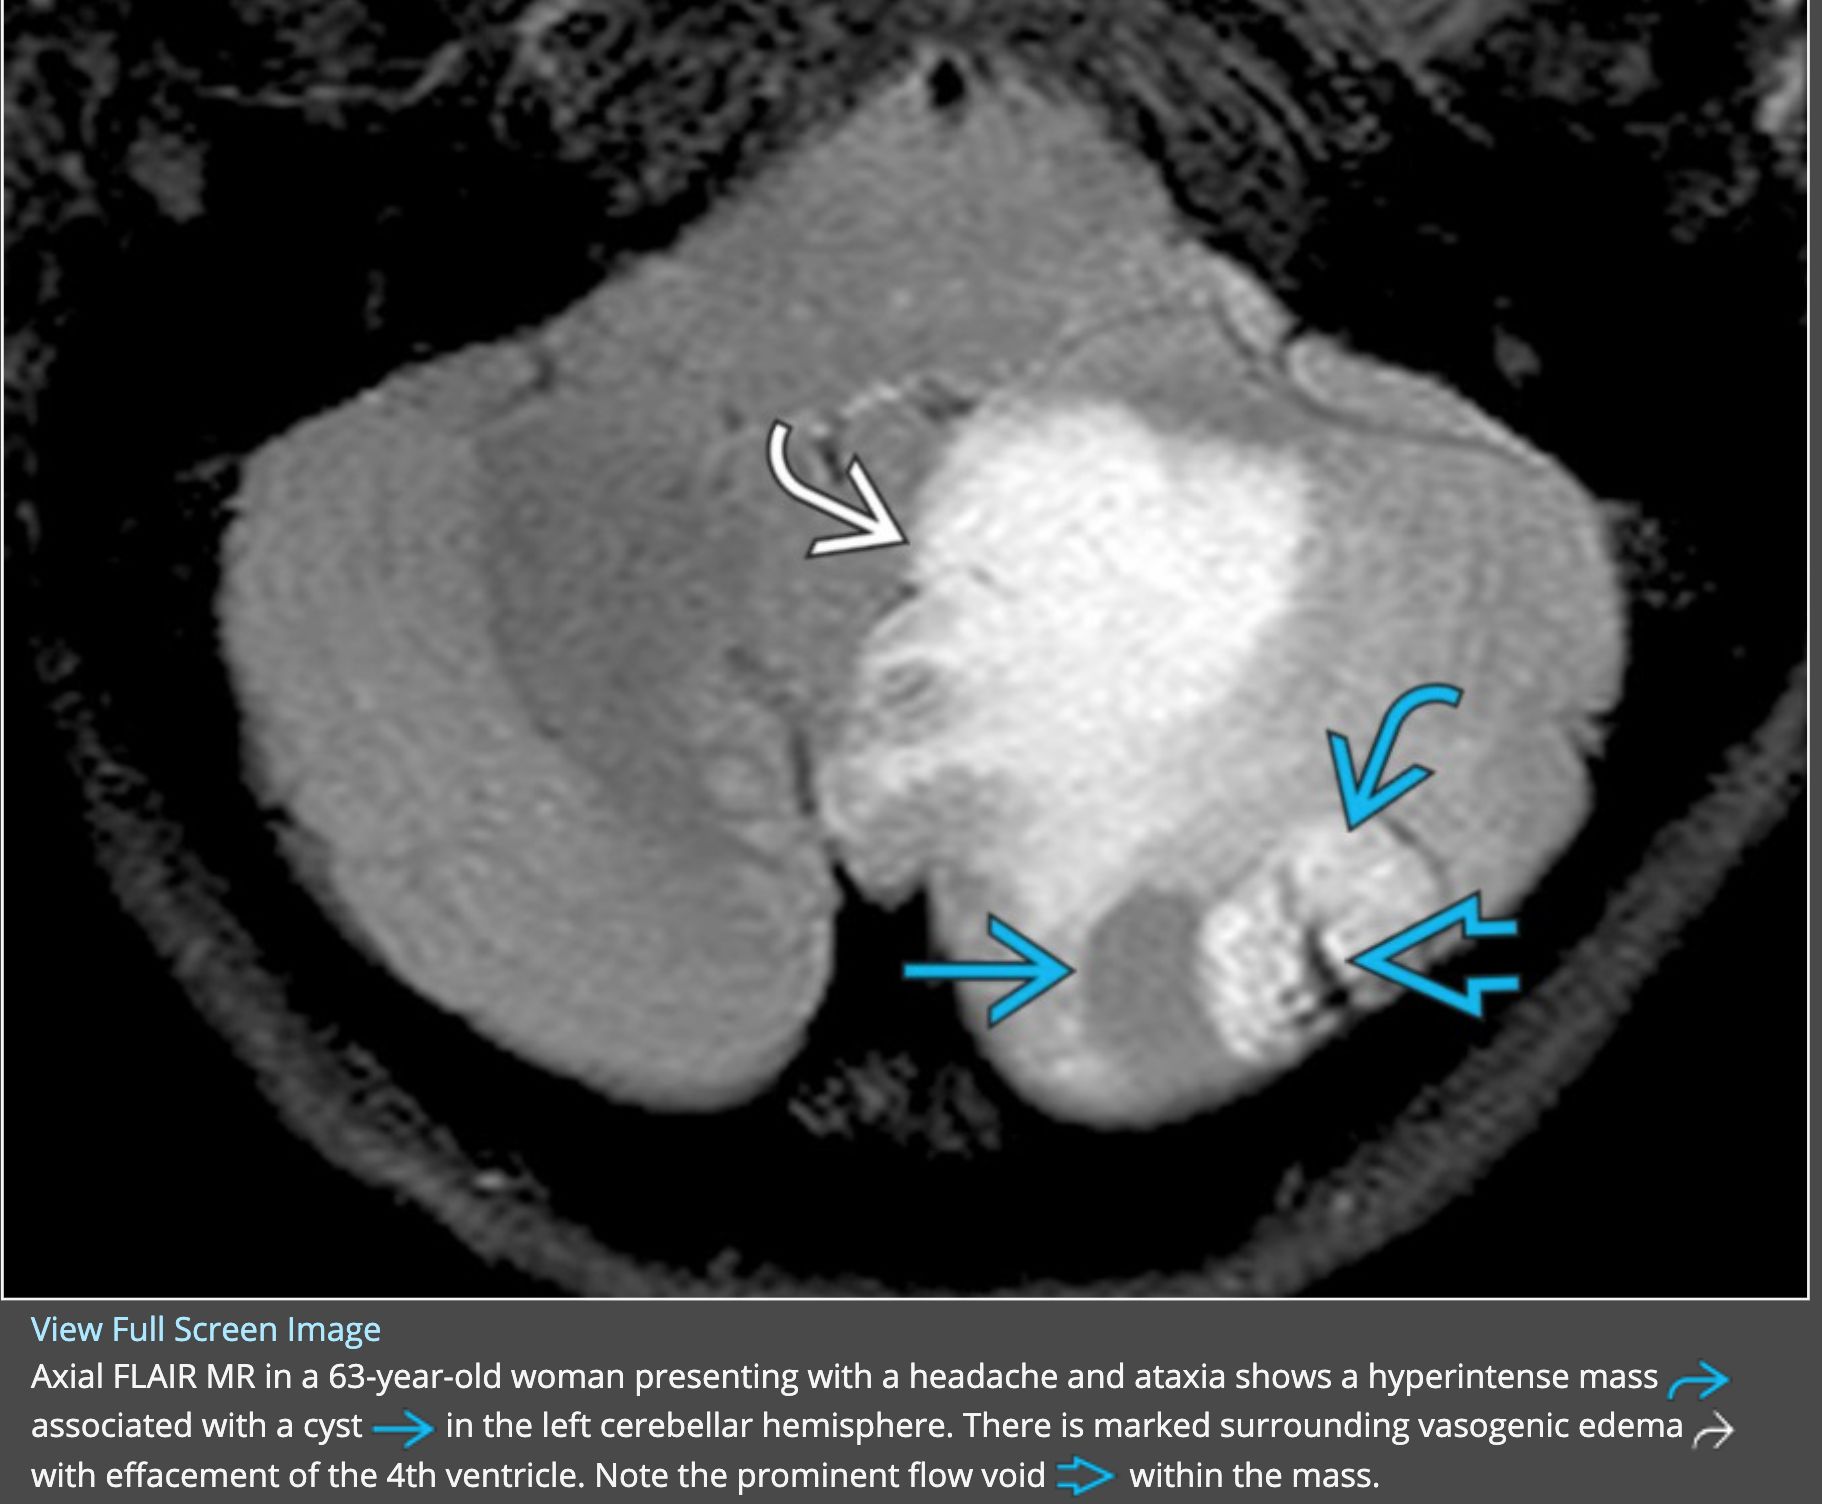 View Full Screen Image
Axial FLAIR MR in a 63-year-old woman presenting with a headache and ataxia shows a hyperintense mass
associated with a cyst in the left cerebellar hemisphere. There is marked surrounding vasogenic edema
with effacement of the 4th ventricle. Note the prominent flow void within the mass.